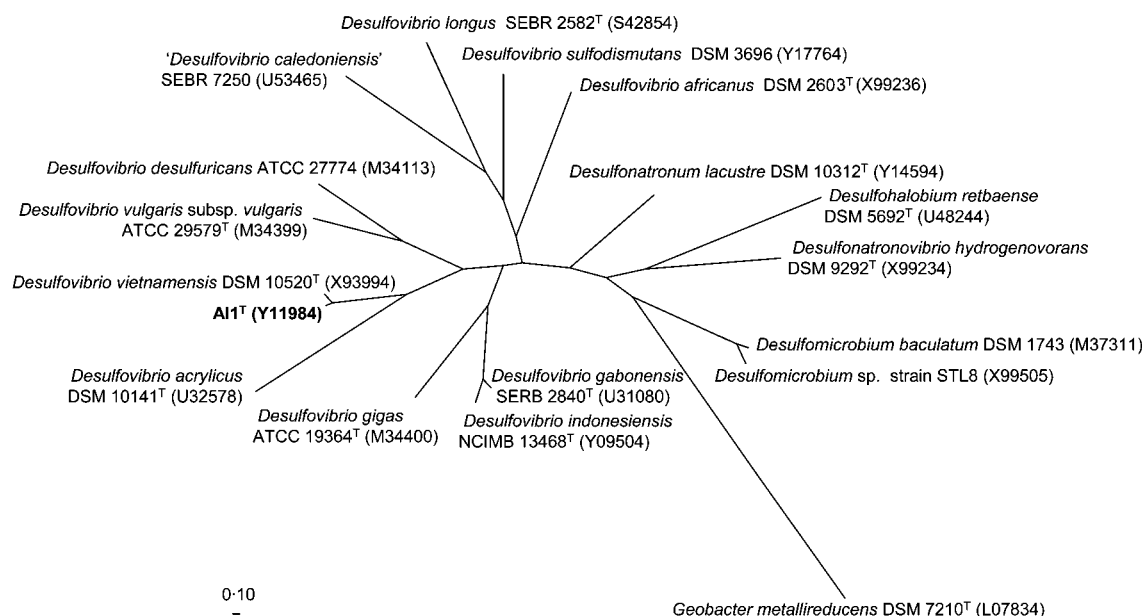 Desulfovibrio longus SEBR 2582ᵀ (S42854)
Desulfovibrio sulfodismutans DSM 3696 (Y17764)
'Desulfovibrio caledoniensis'
SEBR 7250 (U53465)
Desulfovibrio africanus DSM 2603ᵀ (X99236)
Desulfovibrio desulfuricans ATCC 27774 (M34113)
Desulfonatronum lacustre DSM 10312ᵀ (Y14594)
Desulfohalobium retbaense
DSM 5692ᵀ (U48244)
Desulfovibrio vulgaris subsp. vulgaris
ATCC 29579ᵀ (M34399)
Desulfonatronovibrio hydrogenovorans
DSM 9292ᵀ (X99234)
Desulfovibrio vietnamensis DSM 10520ᵀ (X93994)
Al1ᵀ (Y11984)
Desulfomicrobium baculatum DSM 1743 (M37311)
Desulfomicrobium sp. strain STL8 (X99505)
Desulfovibrio acrylicus
DSM 10141ᵀ (U32578)
Desulfovibrio gabonensis
SERB 2840ᵀ (U31080)
Desulfovibrio gigas
ATCC 19364ᵀ (M34400)
Desulfovibrio indonesiensis
NCIMB 13468ᵀ (Y09504)
0·10
Geobacter metallireducens DSM 7210ᵀ (L07834)